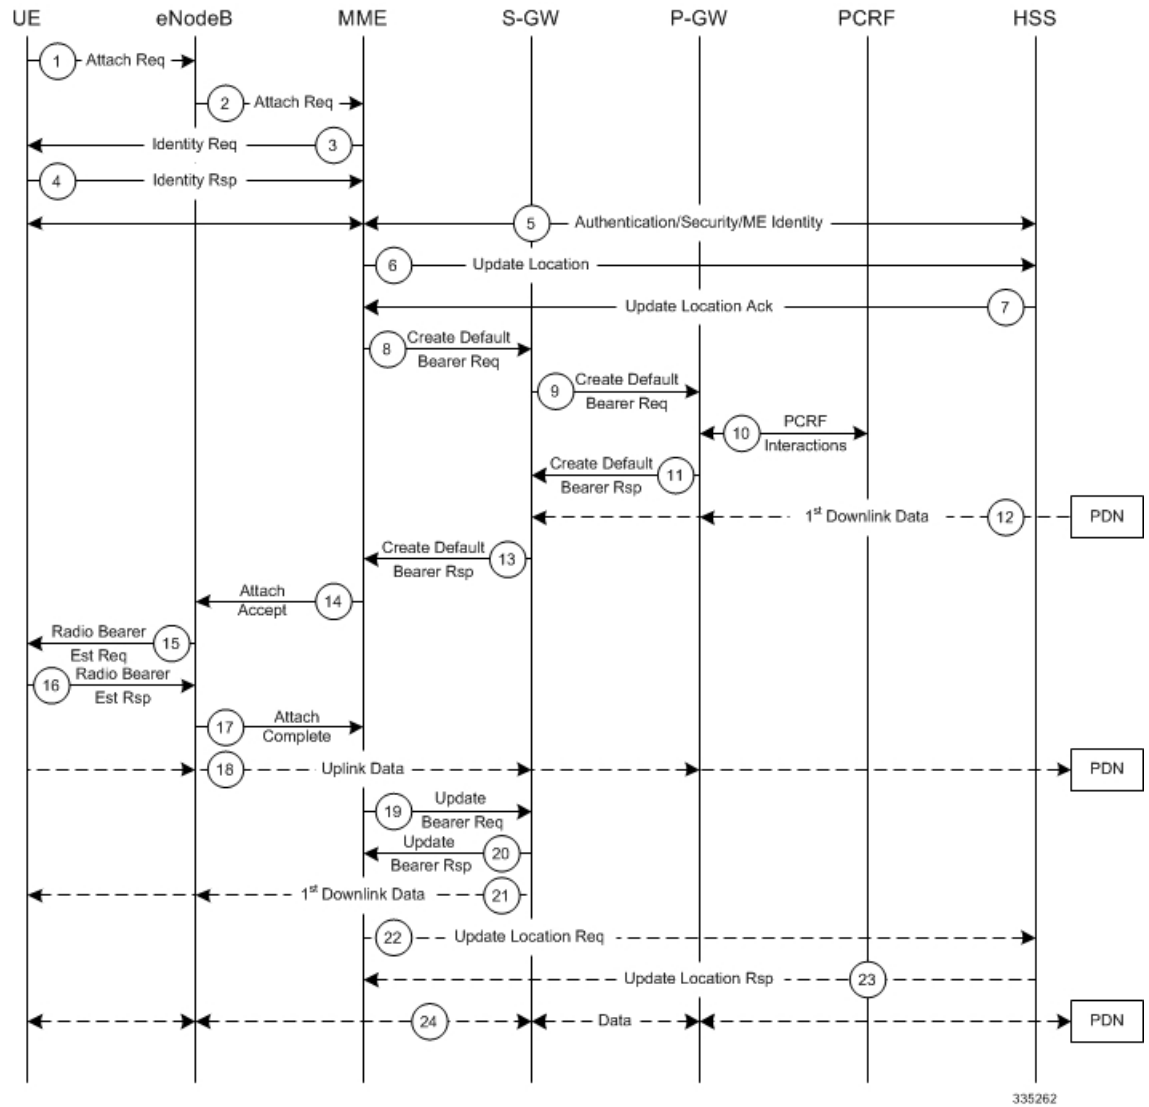 UE eNodeB MME S-GW P-GW PCRF HSS
1 Attach Req
2 Attach Req
Identity Req 3
4 Identity Rsp
5 Authentication/Security/ME Identity
6 Update Location
Update Location Ack 7
8 Create Default
Bearer Req
9 Create Default
Bearer Req
10 PCRF
Interactions
Create Default 11
Bearer Rsp
1st Downlink Data 12 PDN
Create Default 13
Bearer Rsp
Attach 14
Accept
Radio Bearer 15
Est Req
16 Radio Bearer
Est Rsp
17 Attach
Complete
18 Uplink Data PDN
19 Update
Bearer Req
Update 20
Bearer Rsp
1st Downlink Data 21
22 Update Location Req
Update Location Rsp 23
24 Data PDN
335262